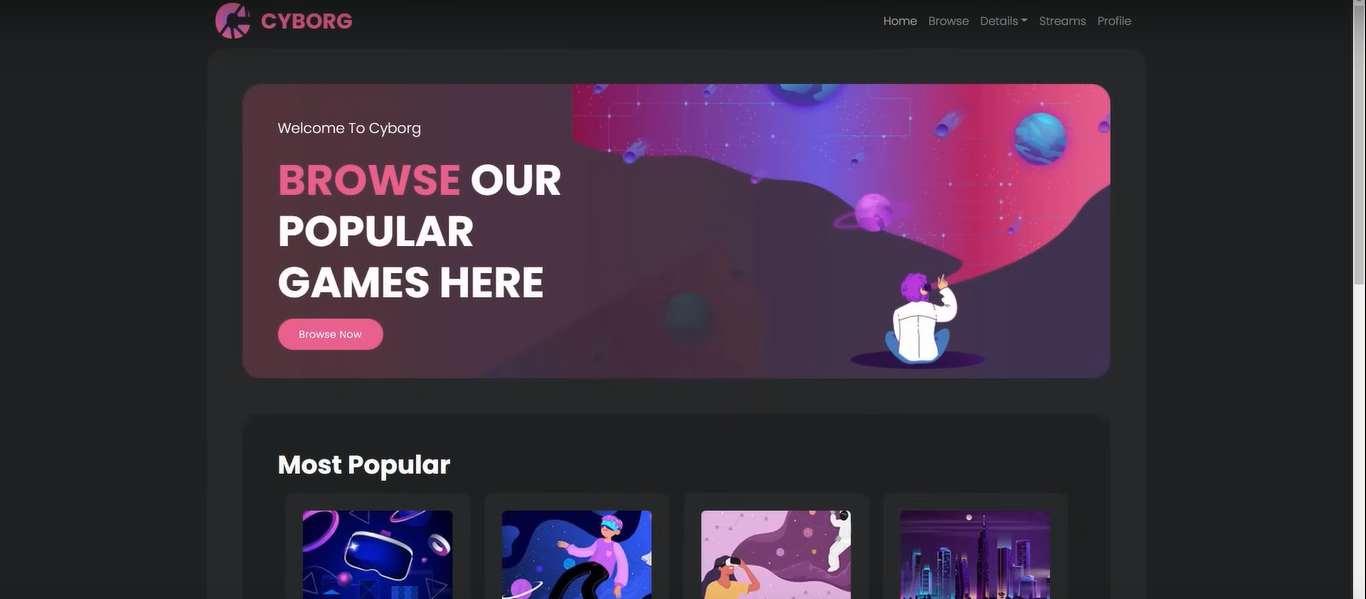 CYBORG
Home Browse Details Streams Profile
Welcome To Cyborg
BROWSE OUR
POPULAR
GAMES HERE
Browse Now
Most Popular